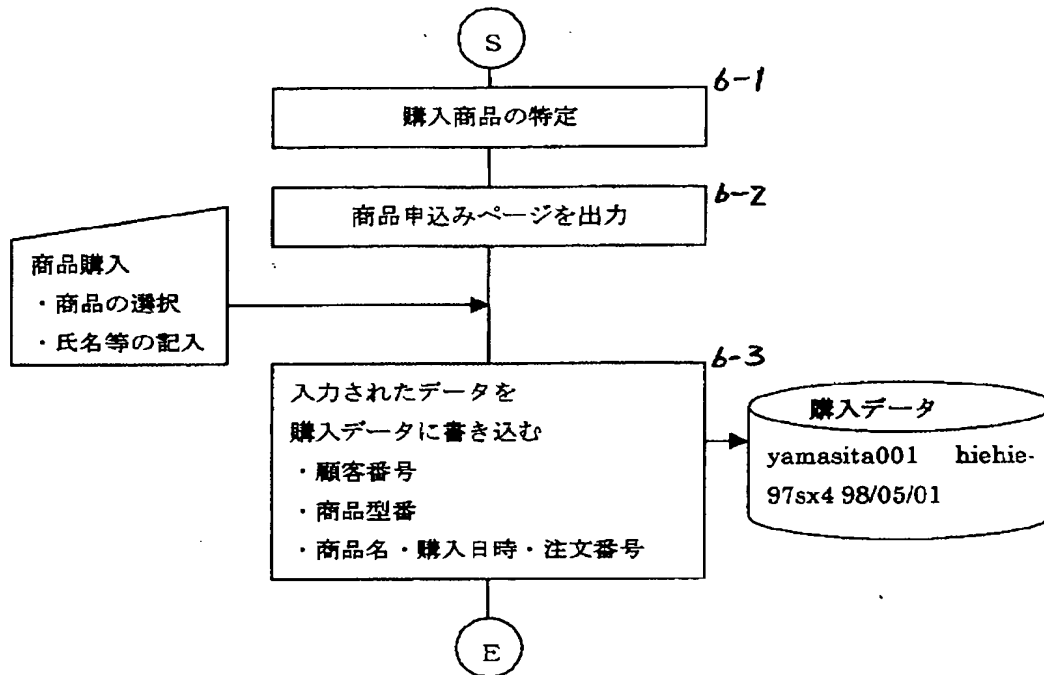 S
6-1
購入商品の特定
6-2
商品申込みページを出力
商品購入
・商品の選択
・氏名等の記入
6-3
入力されたデータを
購入データに書き込む
・顧客番号
・商品型番
・商品名・購入日時・注文番号
購入データ
yamasita001 hiehie-
97sx4 98/05/01
E